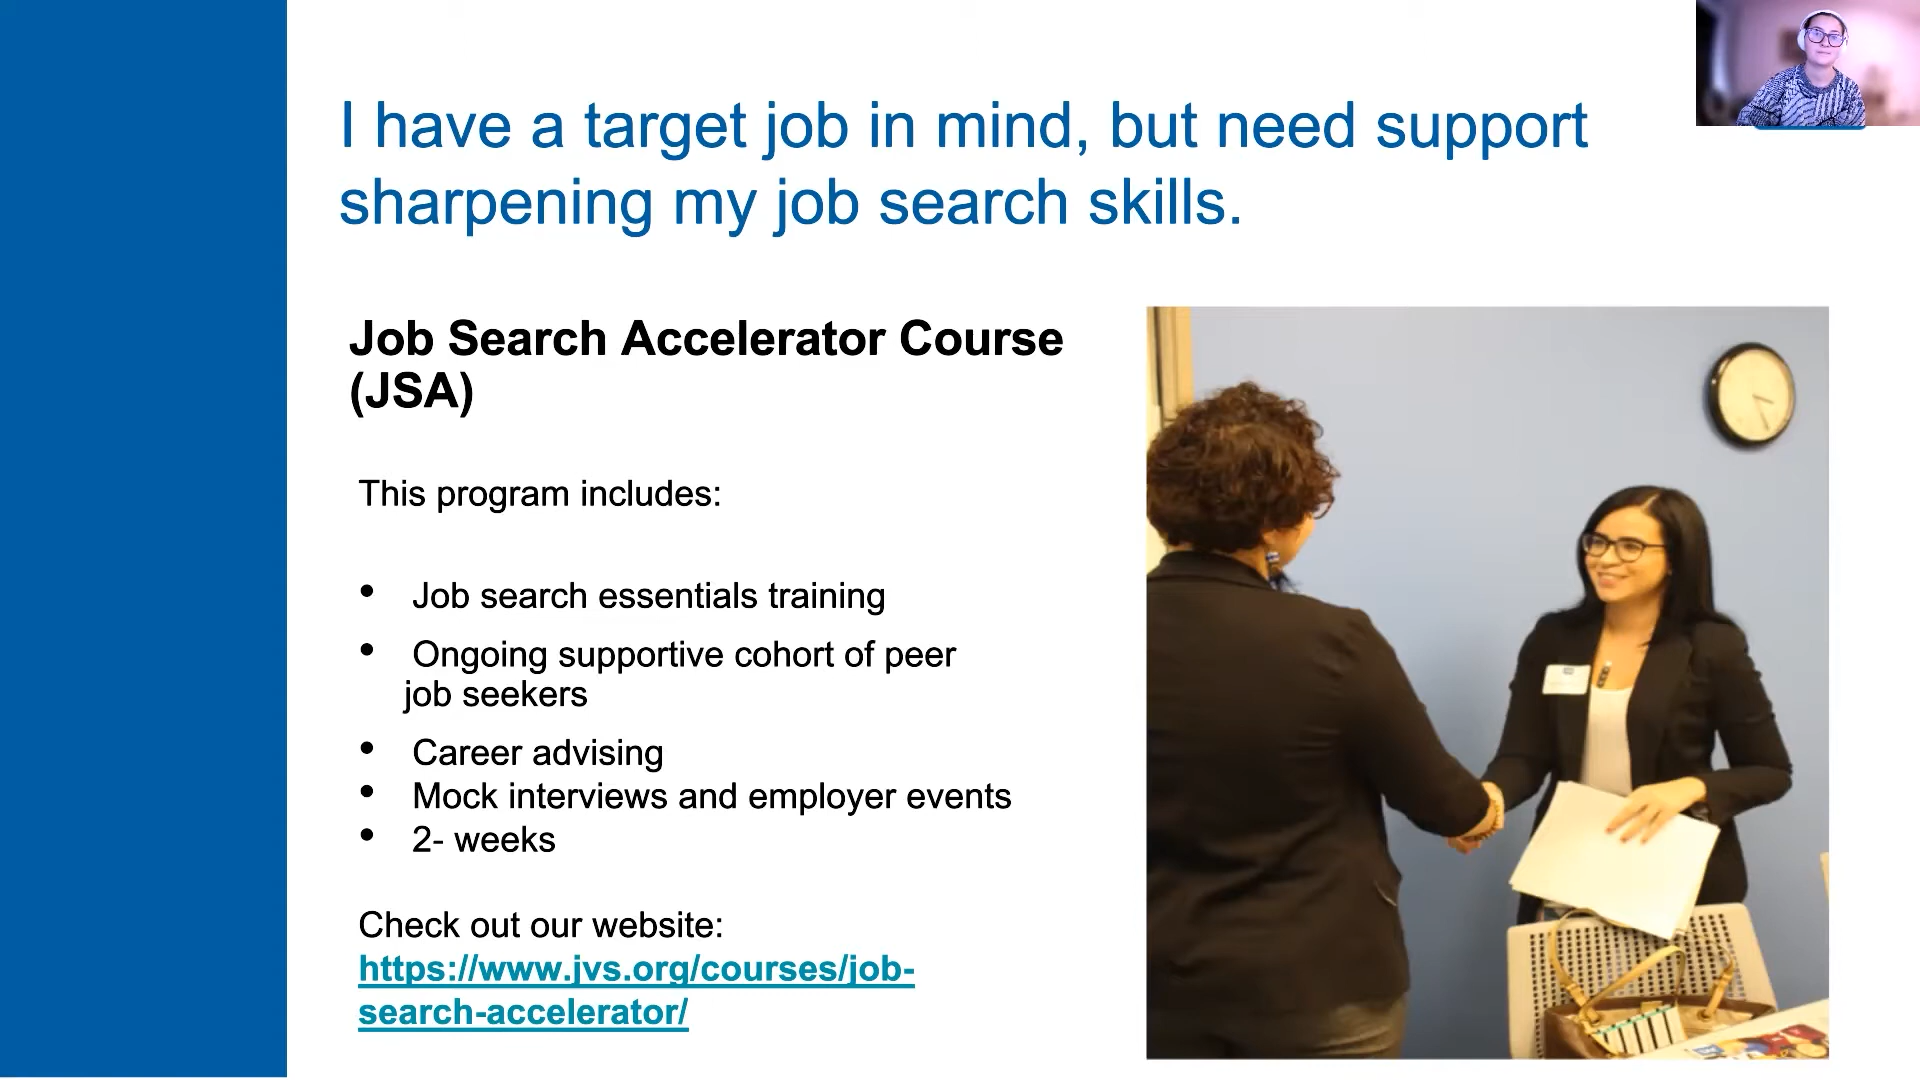 I have a target job in mind, but need support
sharpening my job search skills.
Job Search Accelerator Course
(JSA)
This program includes:
• Job search essentials training
• Ongoing supportive cohort of peer
job seekers
• Career advising
• Mock interviews and employer events
• 2- weeks
Check out our website:
https://www.jvs.org/courses/job-
search-accelerator/